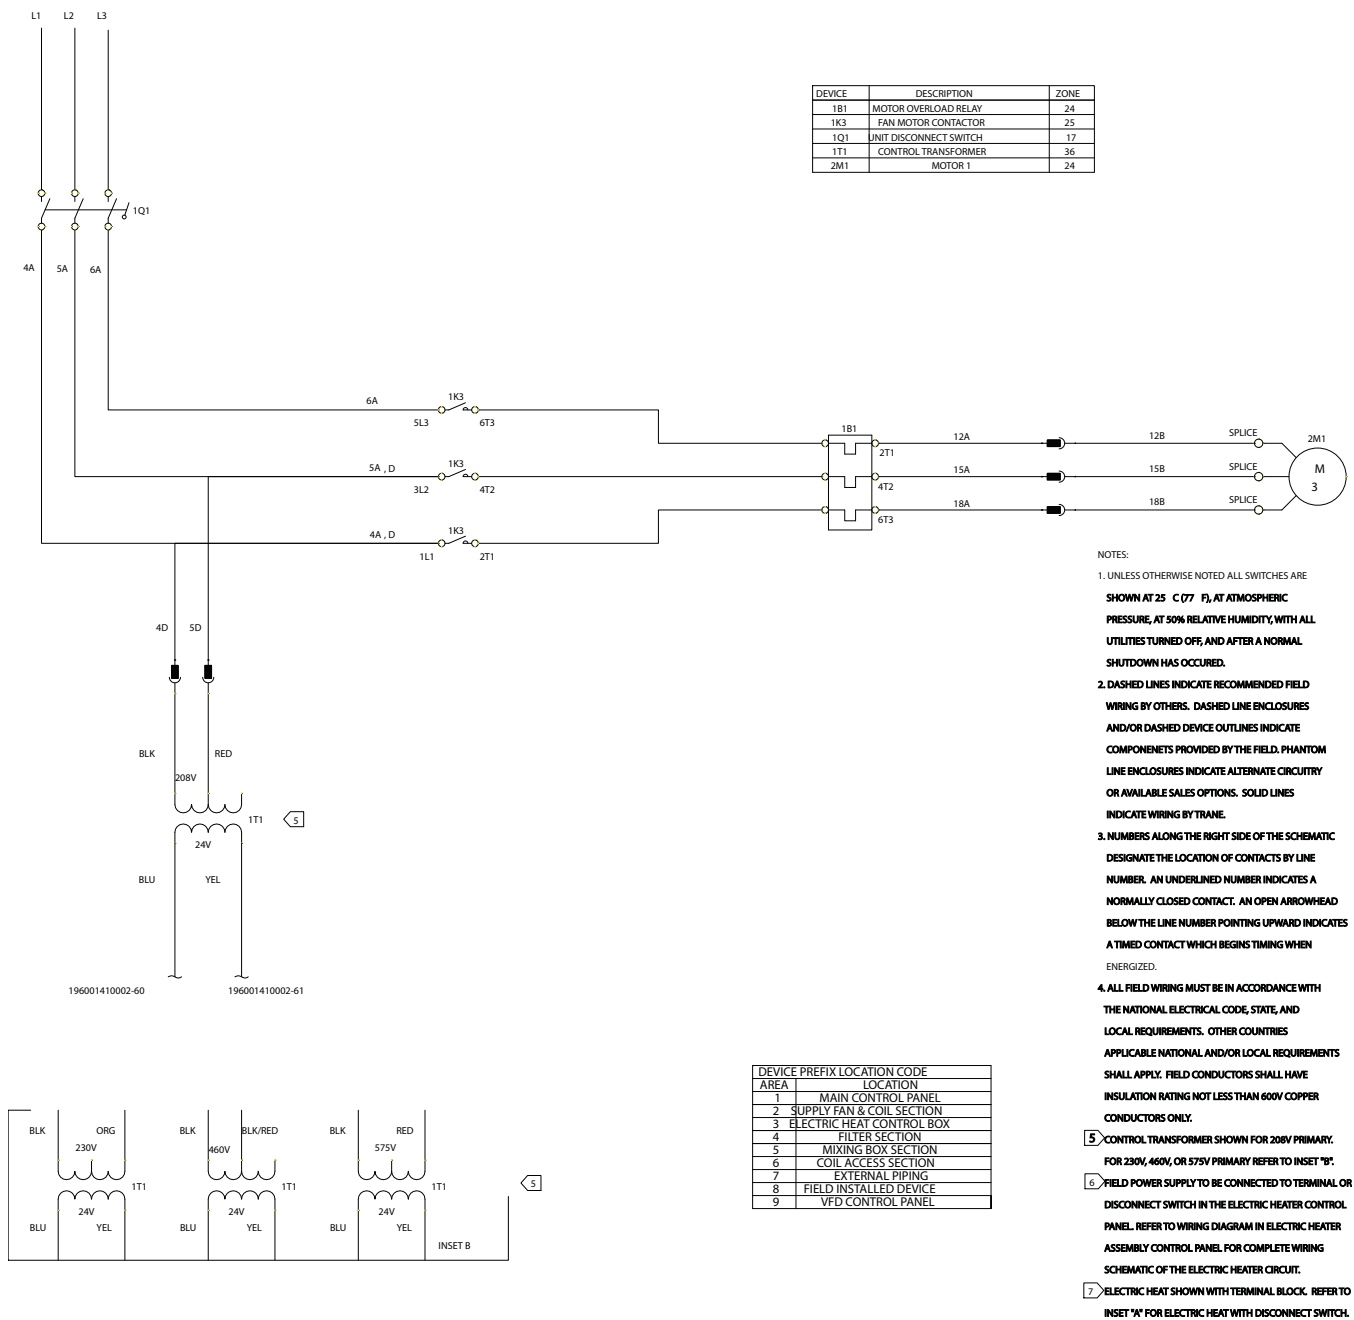 L1 L2 L3
DEVICE DESCRIPTION ZONE
1B1 MOTOR OVERLOAD RELAY 24
1K3 FAN MOTOR CONTACTOR 25
1Q1 UNIT DISCONNECT SWITCH 17
1T1 CONTROL TRANSFORMER 36
2M1 MOTOR 1 24
1Q1
4A 5A 6A
6A 1K3
5L3 6T3
1B1
12A 12B SPLICE 2M1
2T1
5A , D 1K3
15A 15B SPLICE M
3L2 4T2 4T2 3
18A 18B SPLICE
6T3
4A , D 1K3
1L1 2T1
4D 5D
BLK RED
208V
1T1 5
24V
BLU YEL
196001410002-60 196001410002-61
NOTES:
1. UNLESS OTHERWISE NOTED ALL SWITCHES ARE
SHOWN AT 25 C (77 F), AT ATMOSPHERIC
PRESSURE, AT 50% RELATIVE HUMIDITY, WITH ALL
UTILITIES TURNED OFF, AND AFTER A NORMAL
SHUTDOWN HAS OCCURED.
2. DASHED LINES INDICATE RECOMMENDED FIELD
WIRING BY OTHERS. DASHED LINE ENCLOSURES
AND/OR DASHED DEVICE OUTLINES INDICATE
COMPONENETS PROVIDED BY THE FIELD. PHANTOM
LINE ENCLOSURES INDICATE ALTERNATE CIRCUITRY
OR AVAILABLE SALES OPTIONS. SOLID LINES
INDICATE WIRING BY TRANE.
3. NUMBERS ALONG THE RIGHT SIDE OF THE SCHEMATIC
DESIGNATE THE LOCATION OF CONTACTS BY LINE
NUMBER. AN UNDERLINED NUMBER INDICATES A
NORMALLY CLOSED CONTACT. AN OPEN ARROWHEAD
BELOW THE LINE NUMBER POINTING UPWARD INDICATES
A TIMED CONTACT WHICH BEGINS TIMING WHEN
ENERGIZED.
4. ALL FIELD WIRING MUST BE IN ACCORDANCE WITH
THE NATIONAL ELECTRICAL CODE, STATE, AND
LOCAL REQUIREMENTS. OTHER COUNTRIES
APPLICABLE NATIONAL AND/OR LOCAL REQUIREMENTS
SHALL APPLY. FIELD CONDUCTORS SHALL HAVE
INSULATION RATING NOT LESS THAN 600V COPPER
CONDUCTORS ONLY.
5 CONTROL TRANSFORMER SHOWN FOR 208V PRIMARY.
FOR 230V, 460V, OR 575V PRIMARY REFER TO INSET "B".
6 FIELD POWER SUPPLY TO BE CONNECTED TO TERMINAL OR
DISCONNECT SWITCH IN THE ELECTRIC HEATER CONTROL
PANEL. REFER TO WIRING DIAGRAM IN ELECTRIC HEATER
ASSEMBLY CONTROL PANEL FOR COMPLETE WIRING
SCHEMATIC OF THE ELECTRIC HEATER CIRCUIT.
7 ELECTRIC HEAT SHOWN WITH TERMINAL BLOCK. REFER TO
INSET "A" FOR ELECTRIC HEAT WITH DISCONNECT SWITCH.
DEVICE PREFIX LOCATION CODE
AREA LOCATION
1 MAIN CONTROL PANEL
2 SUPPLY FAN & COIL SECTION
3 ELECTRIC HEAT CONTROL BOX
4 FILTER SECTION
5 MIXING BOX SECTION
6 COIL ACCESS SECTION
7 EXTERNAL PIPING
8 FIELD INSTALLED DEVICE
9 VFD CONTROL PANEL
BLK ORG BLK BLK/RED BLK RED
230V 460V 575V
1T1 1T1 1T1 5
24V 24V 24V
BLU YEL BLU YEL BLU YEL
INSET B